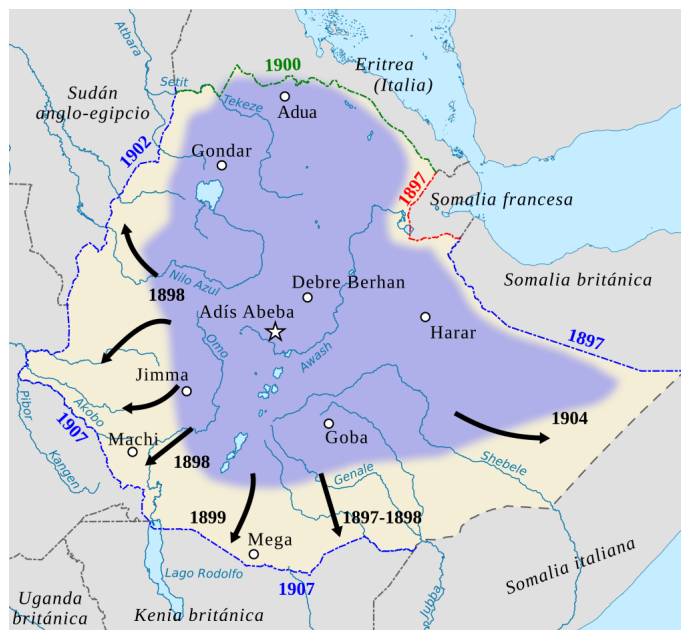 Atbara
1900
Eritrea
(Italia)
Setit
Sudán
anglo-egipcio
Tekeze
Adua
1902
Gondar
1897
Somalia francesa
Nilo Azul
1898
Debre Berhan
Somalia británica
Adís Abeba
Harar
1897
Omo
Awash
Jimma
Pibor
Akobo
1907
1904
Machi
Goba
1898
Kangen
Genale
Shebele
1899
1897-1898
Mega
Lago Rodolfo
1907
Jubba
Somalia italiana
Uganda
británica
Kenia británica